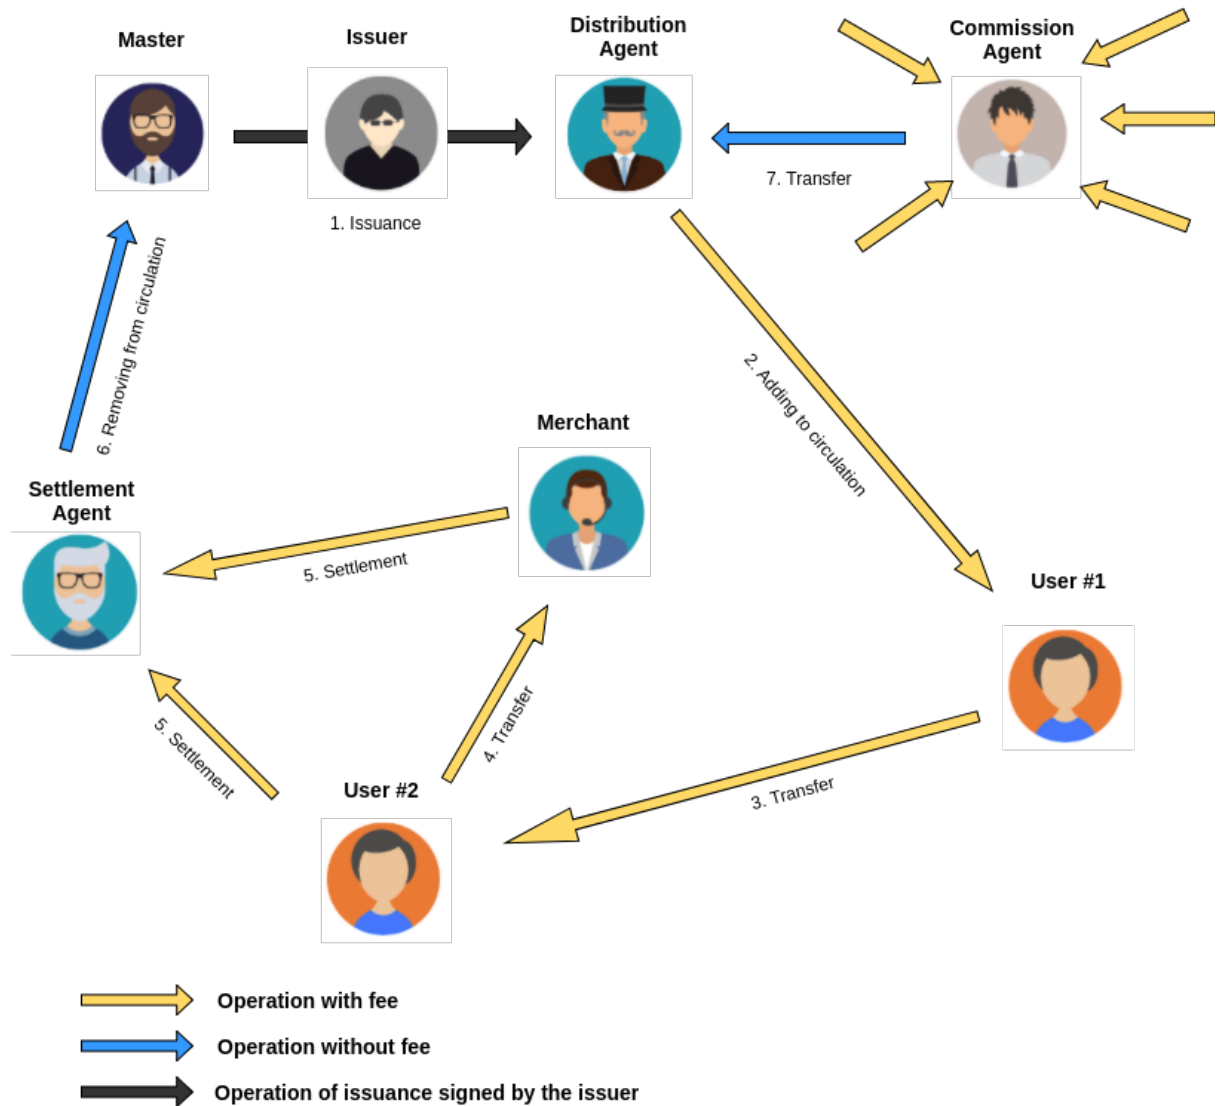 Master
Issuer
Distribution
Agent
Commission
Agent
1. Issuance
7. Transfer
6. Removing from circulation
2. Adding to circulation
Merchant
Settlement
Agent
5. Settlement
User #1
4. Transfer
5. Settlement
3. Transfer
User #2
Operation with fee
Operation without fee
Operation of issuance signed by the issuer